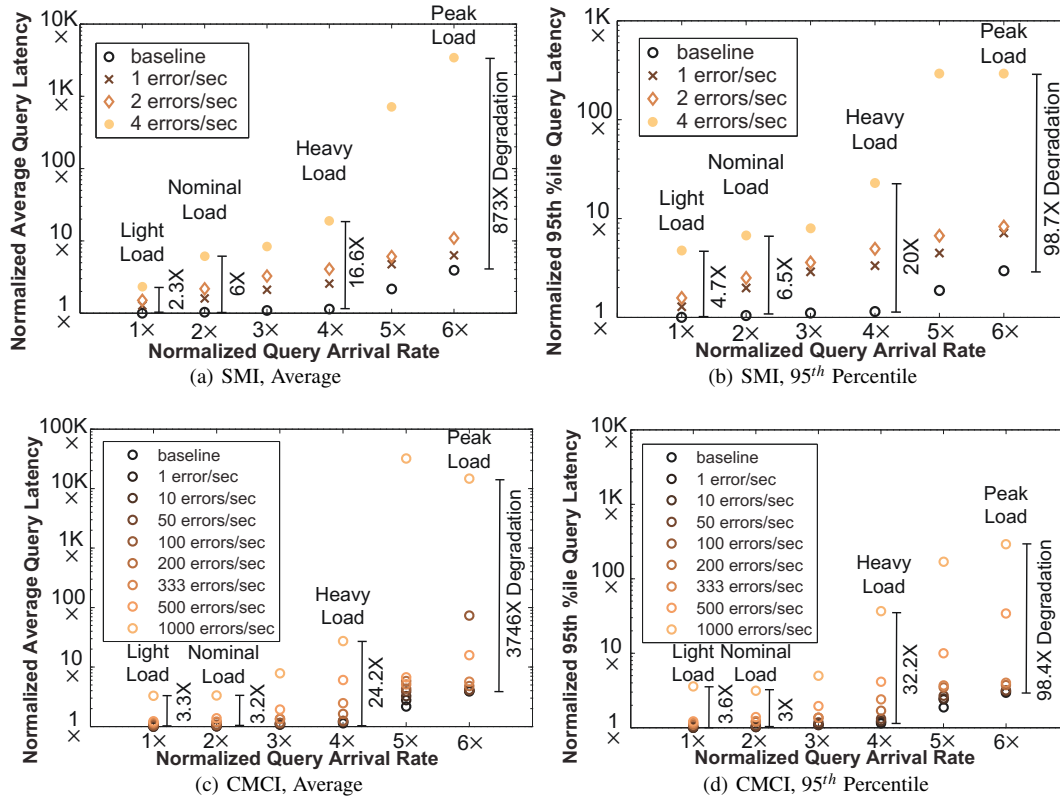 Normalized Average Query Latency
10K
×
1K
×
100
×
10
×
1
×
baseline
1 error/sec
2 errors/sec
4 errors/sec
Light
Load
Nominal
Load
Heavy
Load
Peak
Load
2.3X
6X
16.6X
873X Degradation
1× 2× 3× 4× 5× 6×
Normalized Query Arrival Rate
(a) SMI, Average
Normalized 95th %ile Query Latency
1K
×
100
×
10
×
1
×
baseline
1 error/sec
2 errors/sec
4 errors/sec
Light
Load
Nominal
Load
Heavy
Load
Peak
Load
4.7X
6.5X
20X
98.7X Degradation
1× 2× 3× 4× 5× 6×
Normalized Query Arrival Rate
(b) SMI, 95th Percentile
Normalized Average Query Latency
100K
×
10K
×
1K
×
100
×
10
×
1
×
baseline
1 error/sec
10 errors/sec
50 errors/sec
100 errors/sec
200 errors/sec
333 errors/sec
500 errors/sec
1000 errors/sec
Light
Load
Nominal
Load
Heavy
Load
Peak
Load
3.3X
3.2X
24.2X
3746X Degradation
1× 2× 3× 4× 5× 6×
Normalized Query Arrival Rate
(c) CMCI, Average
Normalized 95th %ile Query Latency
10K
×
1K
×
100
×
10
×
1
×
baseline
1 error/sec
10 errors/sec
50 errors/sec
100 errors/sec
200 errors/sec
333 errors/sec
500 errors/sec
1000 errors/sec
Light
Load
Nominal
Load
Heavy
Load
Peak
Load
3.6X
3X
32.2X
98.4X Degradation
1× 2× 3× 4× 5× 6×
Normalized Query Arrival Rate
(d) CMCI, 95th Percentile